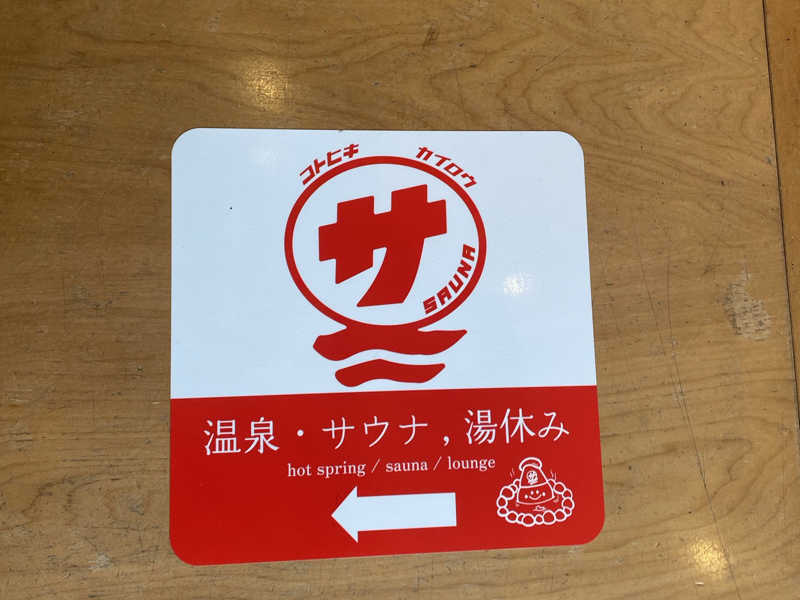 コトヒキ カイロウ
サ
SAUNA
温泉・サウナ,湯休み
hot spring / sauna / lounge
サ